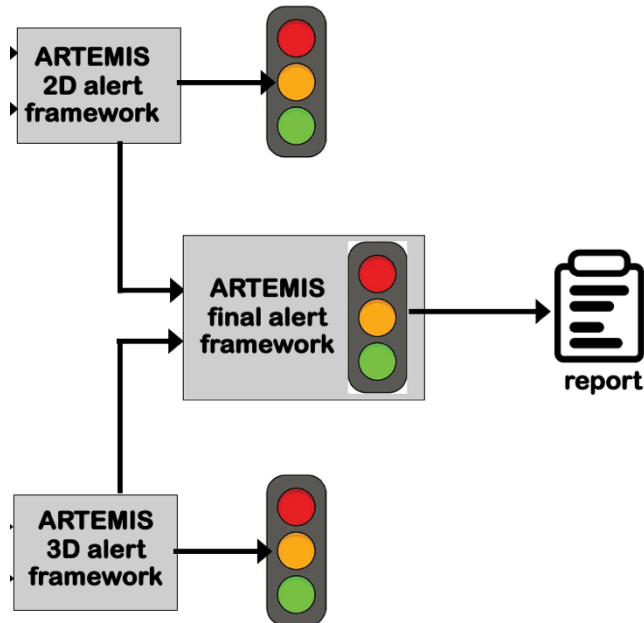 ARTEMIS
2D alert
framework
ARTEMIS
final alert
framework
report
ARTEMIS
3D alert
framework